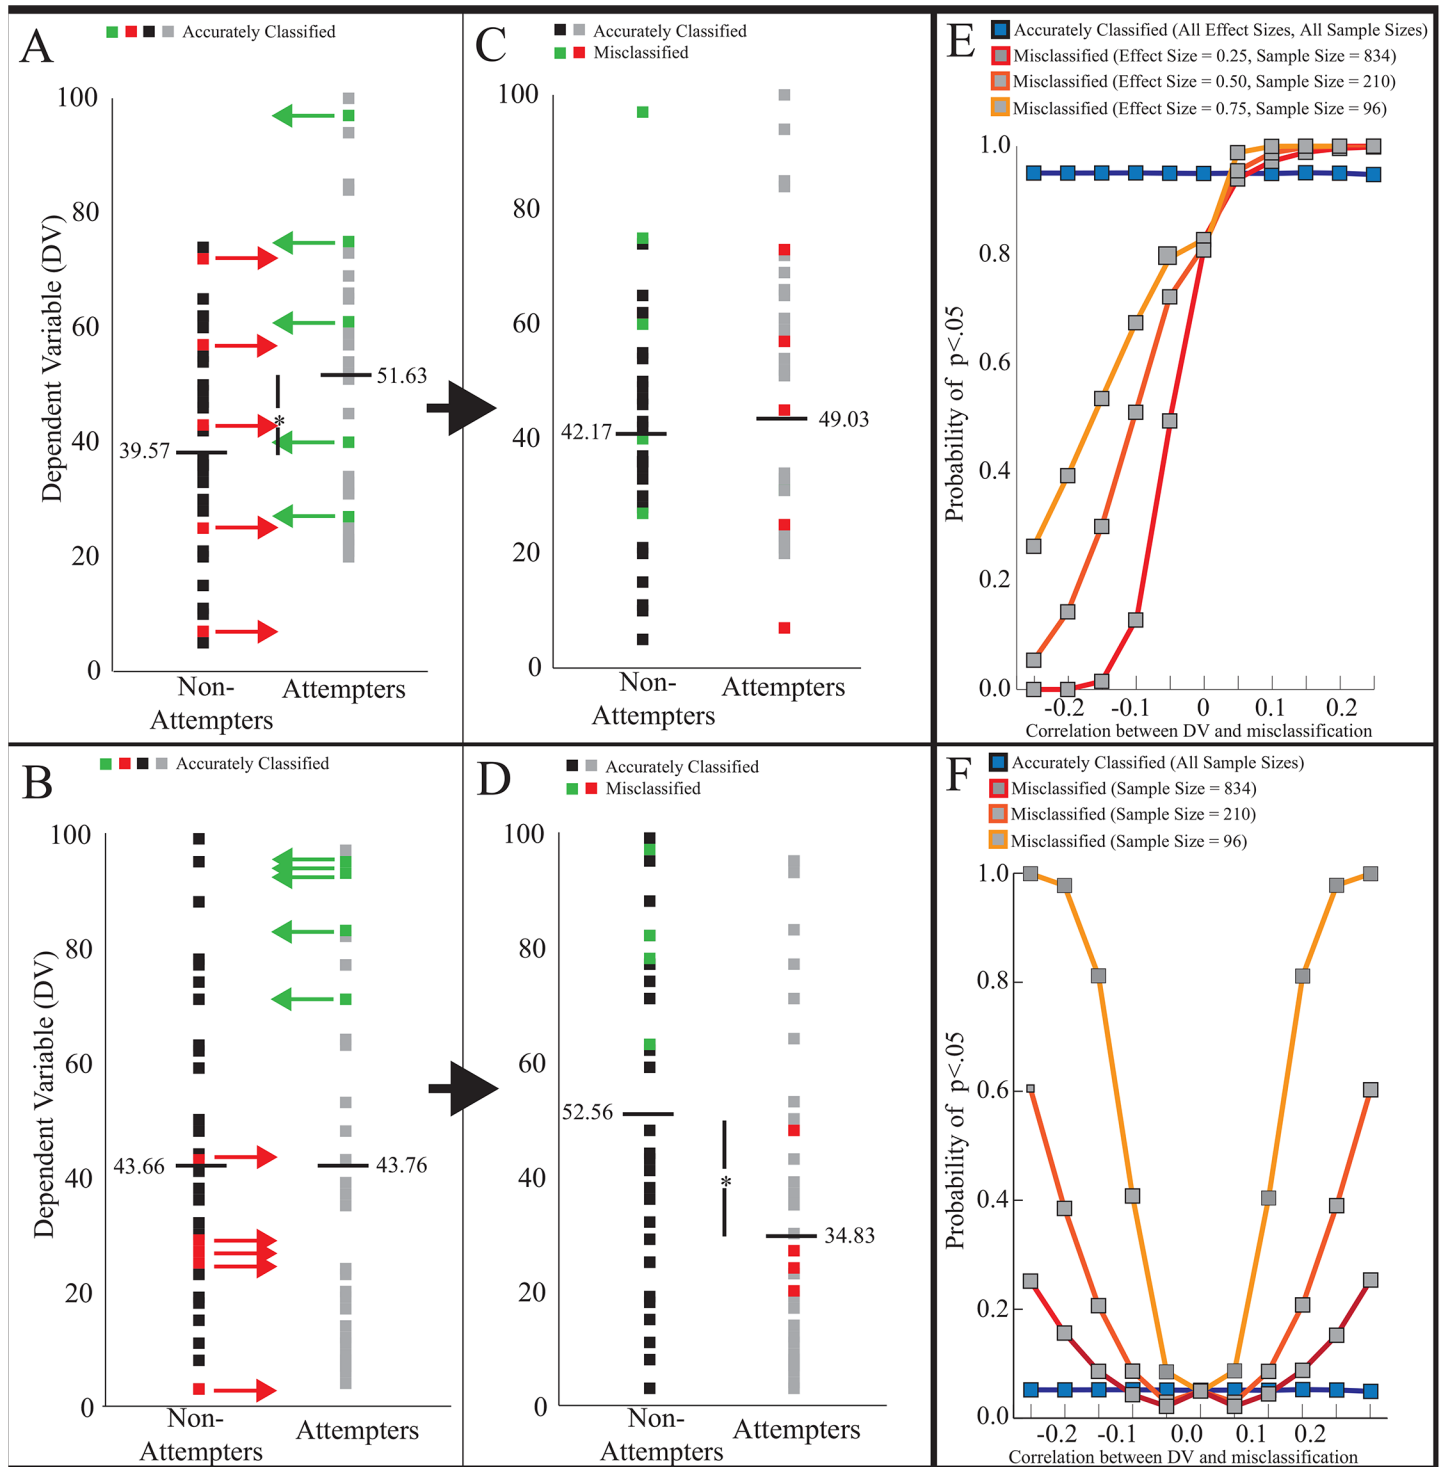 A
Accurately Classified
Dependent Variable (DV)
100
80
60
40
20
0
39.57
*
51.63
Non-
Attempters
Attempters
C
Accurately Classified
Misclassified
100
80
60
40
20
0
42.17
49.03
Non-
Attempters
Attempters
E
Accurately Classified (All Effect Sizes, All Sample Sizes)
Misclassified (Effect Size = 0.25, Sample Size = 834)
Misclassified (Effect Size = 0.50, Sample Size = 210)
Misclassified (Effect Size = 0.75, Sample Size = 96)
Probability of p<.05
1.0
0.8
0.6
0.4
0.2
0.0
-0.2 -0.1 0 0.1 0.2
Correlation between DV and misclassification
B
Accurately Classified
Dependent Variable (DV)
100
80
60
40
20
0
43.66
43.76
Non-
Attempters
Attempters
D
Accurately Classified
Misclassified
100
80
60
40
20
0
52.56
*
34.83
Non-
Attempters
Attempters
F
Accurately Classified (All Sample Sizes)
Misclassified (Sample Size = 834)
Misclassified (Sample Size = 210)
Misclassified (Sample Size = 96)
Probability of p<.05
1.0
0.8
0.6
0.4
0.2
0.0
-0.2 -0.1 0.0 0.1 0.2
Correlation between DV and misclassification